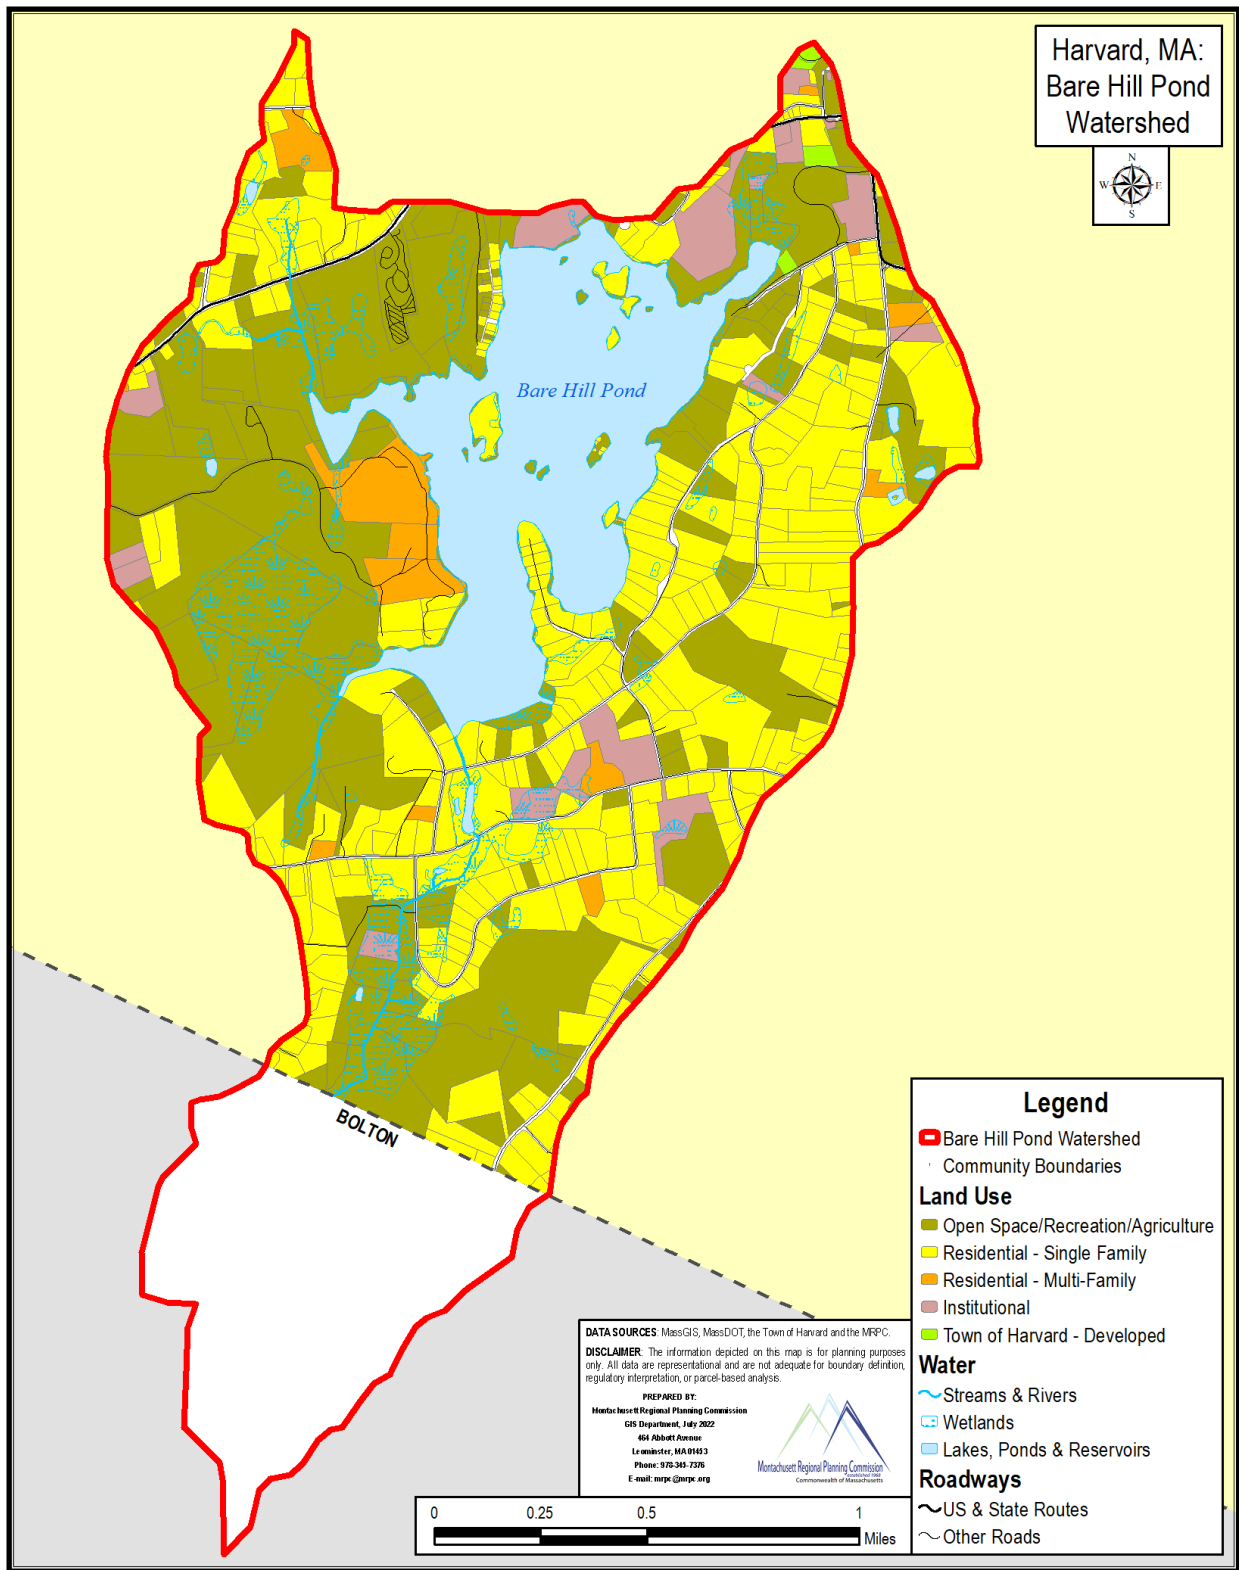 Harvard, MA:
Bare Hill Pond
Watershed
N
W
E
S
Bare Hill Pond
BOLTON
Legend
Bare Hill Pond Watershed
Community Boundaries
Land Use
Open Space/Recreation/Agriculture
Residential - Single Family
Residential - Multi-Family
Institutional
Town of Harvard - Developed
Water
Streams & Rivers
Wetlands
Lakes, Ponds & Reservoirs
Roadways
US & State Routes
Other Roads
DATA SOURCES: MassGIS, MassDOT, the Town of Harvard and the MRPC.
DISCLAIMER: The information depicted on this map is for planning purposes
only. All data are representational and are not adequate for boundary definition,
regulatory interpretation, or parcel-based analysis.
PREPARED BY:
Montachusett Regional Planning Commission
GIS Department, July 2022
464 Abbott Avenue
Leominster, MA 01453
Phone: 978-345-7376
E-mail: mrpc@mrpc.org
Montachusett Regional Planning Commission
established 1968
Commonwealth of Massachusetts
0 0.25 0.5 1
Miles